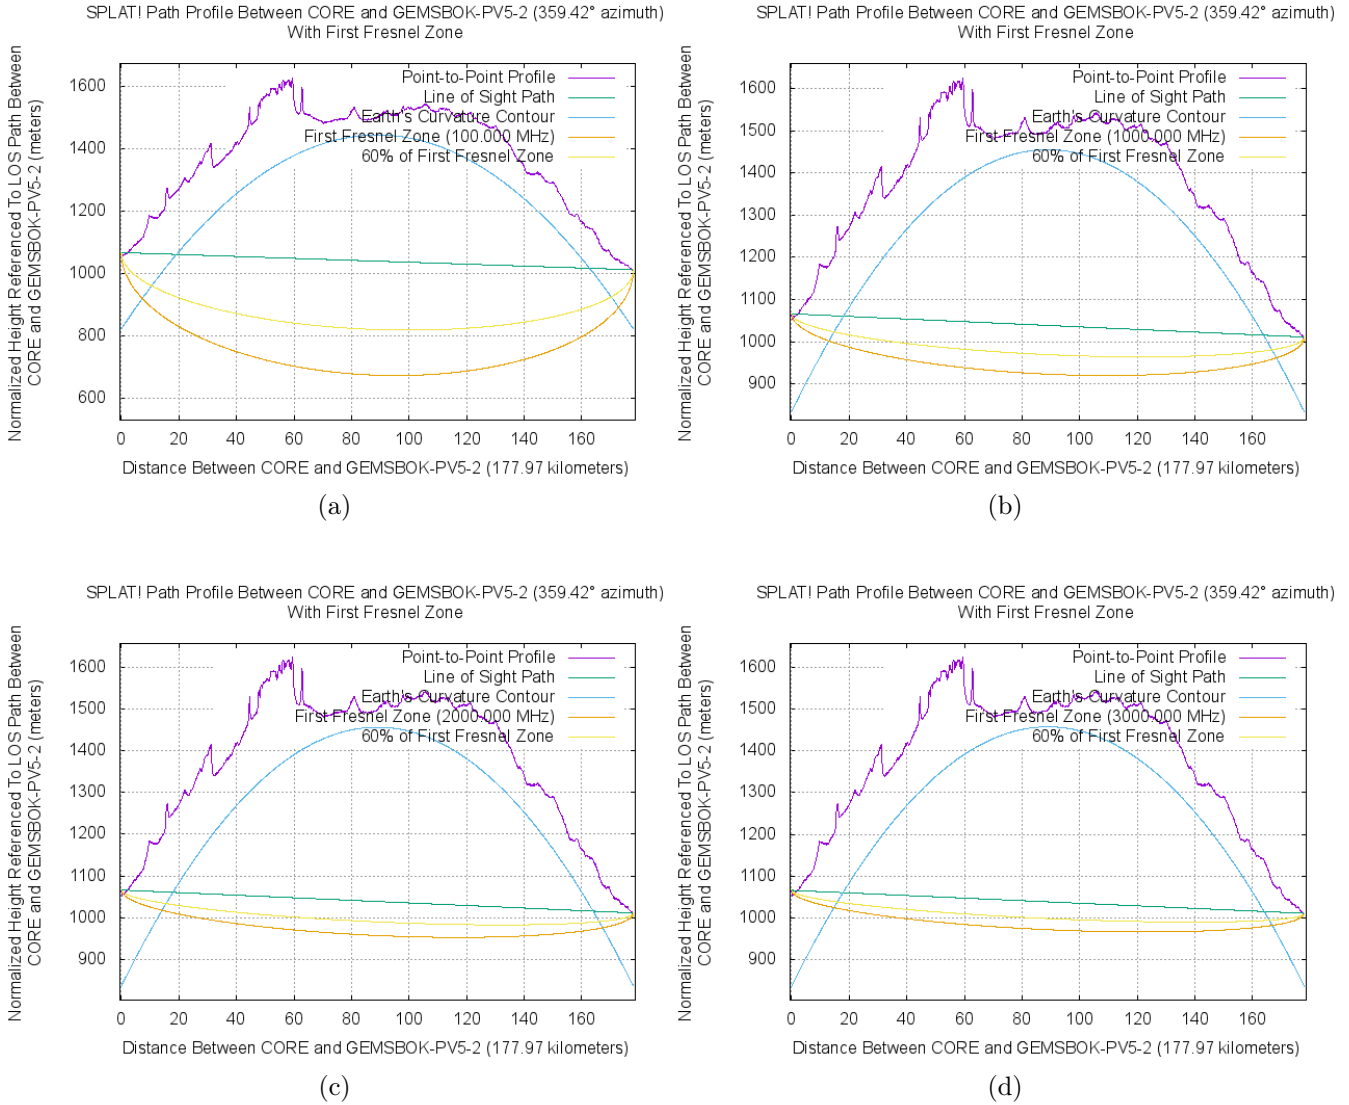 SPLAT! Path Profile Between CORE and GEMSBOK-PV5-2 (359.42° azimuth)
With First Fresnel Zone
Normalized Height Referenced To LOS Path Between
CORE and GEMSBOK-PV5-2 (meters)
1600
1400
1200
1000
800
600
Point-to-Point Profile
Line of Sight Path
Earth's Curvature Contour
First Fresnel Zone (100.000 MHz)
60% of First Fresnel Zone
0 20 40 60 80 100 120 140 160
Distance Between CORE and GEMSBOK-PV5-2 (177.97 kilometers)
(a)
SPLAT! Path Profile Between CORE and GEMSBOK-PV5-2 (359.42° azimuth)
With First Fresnel Zone
Normalized Height Referenced To LOS Path Between
CORE and GEMSBOK-PV5-2 (meters)
1600
1500
1400
1300
1200
1100
1000
900
Point-to-Point Profile
Line of Sight Path
Earth's Curvature Contour
First Fresnel Zone (1000.000 MHz)
60% of First Fresnel Zone
0 20 40 60 80 100 120 140 160
Distance Between CORE and GEMSBOK-PV5-2 (177.97 kilometers)
(b)
SPLAT! Path Profile Between CORE and GEMSBOK-PV5-2 (359.42° azimuth)
With First Fresnel Zone
Normalized Height Referenced To LOS Path Between
CORE and GEMSBOK-PV5-2 (meters)
1600
1500
1400
1300
1200
1100
1000
900
Point-to-Point Profile
Line of Sight Path
Earth's Curvature Contour
First Fresnel Zone (2000.000 MHz)
60% of First Fresnel Zone
0 20 40 60 80 100 120 140 160
Distance Between CORE and GEMSBOK-PV5-2 (177.97 kilometers)
(c)
SPLAT! Path Profile Between CORE and GEMSBOK-PV5-2 (359.42° azimuth)
With First Fresnel Zone
Normalized Height Referenced To LOS Path Between
CORE and GEMSBOK-PV5-2 (meters)
1600
1500
1400
1300
1200
1100
1000
900
Point-to-Point Profile
Line of Sight Path
Earth's Curvature Contour
First Fresnel Zone (3000.000 MHz)
60% of First Fresnel Zone
0 20 40 60 80 100 120 140 160
Distance Between CORE and GEMSBOK-PV5-2 (177.97 kilometers)
(d)